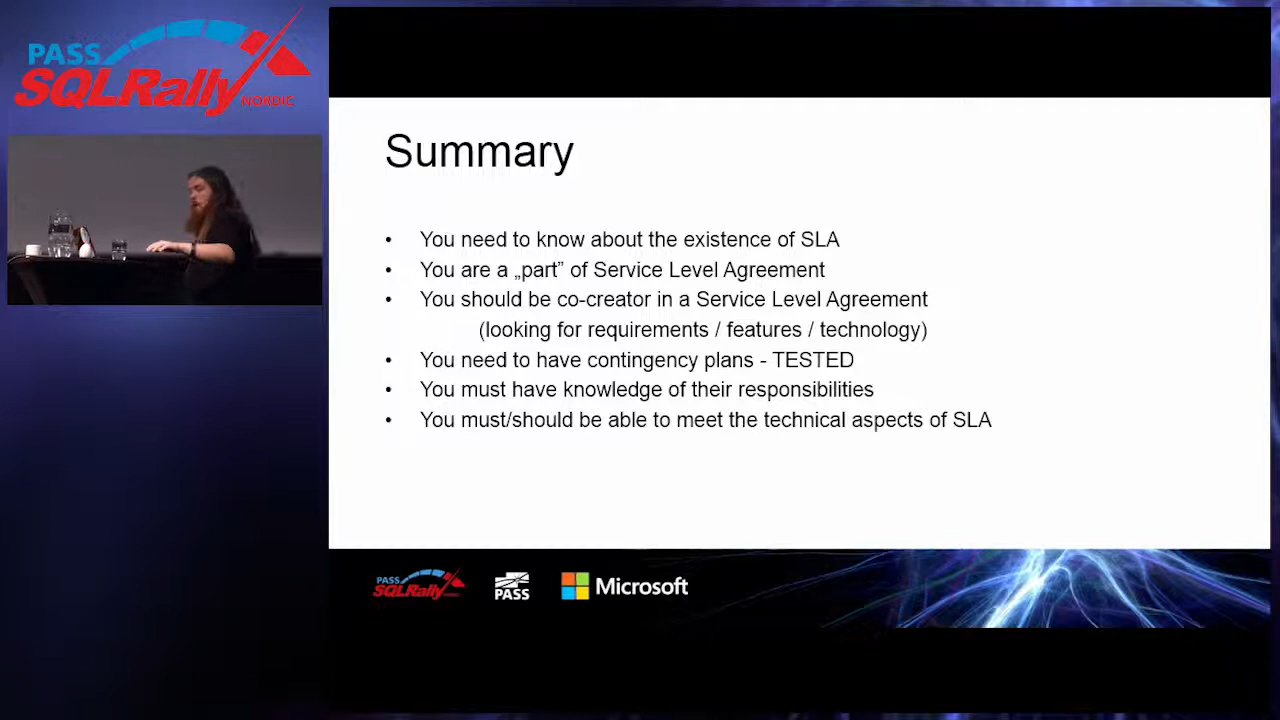 PASS
SQLRally
NORDIC
Summary
• You need to know about the existence of SLA
• You are a „part” of Service Level Agreement
• You should be co-creator in a Service Level Agreement
(looking for requirements / features / technology)
• You need to have contingency plans - TESTED
• You must have knowledge of their responsibilities
• You must/should be able to meet the technical aspects of SLA
PASS
SQLRally
PASS
Microsoft